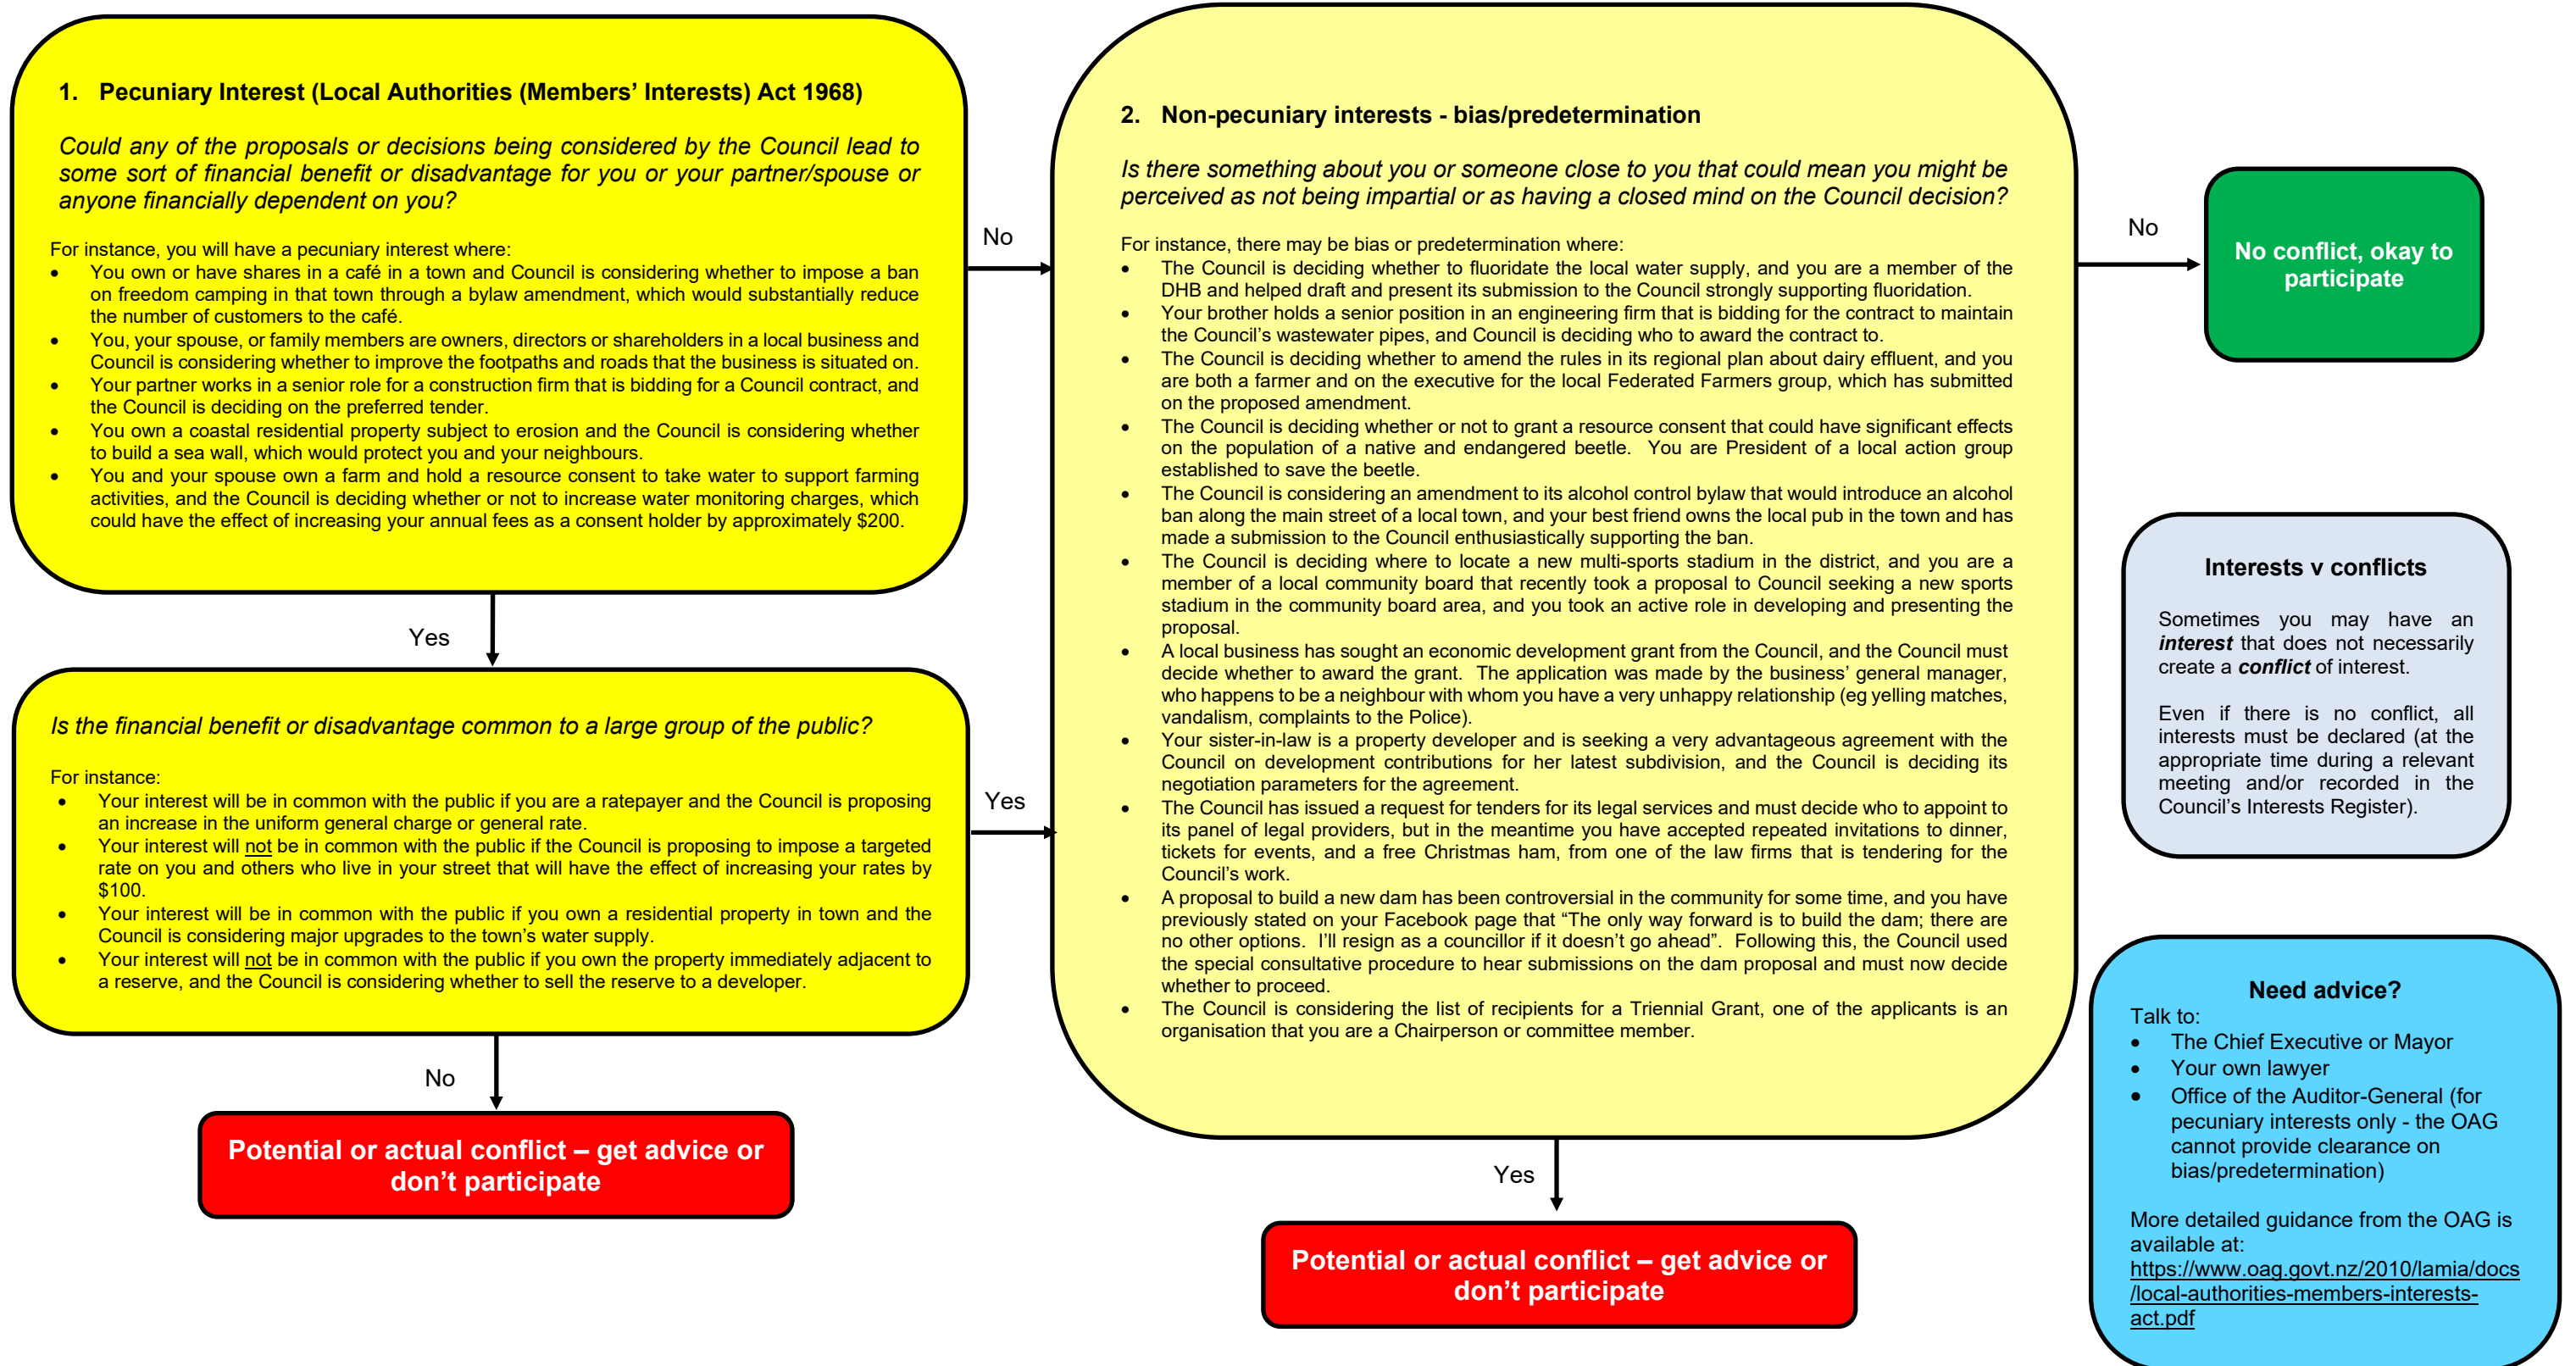 1. Pecuniary Interest (Local Authorities (Members’ Interests) Act 1968)
Could any of the proposals or decisions being considered by the Council lead to
some sort of financial benefit or disadvantage for you or your partner/spouse or
anyone financially dependent on you?
For instance, you will have a pecuniary interest where:
• You own or have shares in a café in a town and Council is considering whether to impose a ban
on freedom camping in that town through a bylaw amendment, which would substantially reduce
the number of customers to the café.
• You, your spouse, or family members are owners, directors or shareholders in a local business and
Council is considering whether to improve the footpaths and roads that the business is situated on.
• Your partner works in a senior role for a construction firm that is bidding for a Council contract, and
the Council is deciding on the preferred tender.
• You own a coastal residential property subject to erosion and the Council is considering whether
to build a sea wall, which would protect you and your neighbours.
• You and your spouse own a farm and hold a resource consent to take water to support farming
activities, and the Council is deciding whether or not to increase water monitoring charges, which
could have the effect of increasing your annual fees as a consent holder by approximately $200.
No
Yes
Is the financial benefit or disadvantage common to a large group of the public?
For instance:
• Your interest will be in common with the public if you are a ratepayer and the Council is proposing
an increase in the uniform general charge or general rate.
• Your interest will not be in common with the public if the Council is proposing to impose a targeted
rate on you and others who live in your street that will have the effect of increasing your rates by
$100.
• Your interest will be in common with the public if you own a residential property in town and the
Council is considering major upgrades to the town’s water supply.
• Your interest will not be in common with the public if you own the property immediately adjacent to
a reserve, and the Council is considering whether to sell the reserve to a developer.
Yes
No
Potential or actual conflict – get advice or
don’t participate
2. Non-pecuniary interests - bias/predetermination
Is there something about you or someone close to you that could mean you might be
perceived as not being impartial or as having a closed mind on the Council decision?
For instance, there may be bias or predetermination where:
• The Council is deciding whether to fluoridate the local water supply, and you are a member of the
DHB and helped draft and present its submission to the Council strongly supporting fluoridation.
• Your brother holds a senior position in an engineering firm that is bidding for the contract to maintain
the Council’s wastewater pipes, and Council is deciding who to award the contract to.
• The Council is deciding whether to amend the rules in its regional plan about dairy effluent, and you
are both a farmer and on the executive for the local Federated Farmers group, which has submitted
on the proposed amendment.
• The Council is deciding whether or not to grant a resource consent that could have significant effects
on the population of a native and endangered beetle. You are President of a local action group
established to save the beetle.
• The Council is considering an amendment to its alcohol control bylaw that would introduce an alcohol
ban along the main street of a local town, and your best friend owns the local pub in the town and has
made a submission to the Council enthusiastically supporting the ban.
• The Council is deciding where to locate a new multi-sports stadium in the district, and you are a
member of a local community board that recently took a proposal to Council seeking a new sports
stadium in the community board area, and you took an active role in developing and presenting the
proposal.
• A local business has sought an economic development grant from the Council, and the Council must
decide whether to award the grant. The application was made by the business’ general manager,
who happens to be a neighbour with whom you have a very unhappy relationship (eg yelling matches,
vandalism, complaints to the Police).
• Your sister-in-law is a property developer and is seeking a very advantageous agreement with the
Council on development contributions for her latest subdivision, and the Council is deciding its
negotiation parameters for the agreement.
• The Council has issued a request for tenders for its legal services and must decide who to appoint to
its panel of legal providers, but in the meantime you have accepted repeated invitations to dinner,
tickets for events, and a free Christmas ham, from one of the law firms that is tendering for the
Council’s work.
• A proposal to build a new dam has been controversial in the community for some time, and you have
previously stated on your Facebook page that “The only way forward is to build the dam; there are
no other options. I’ll resign as a councillor if it doesn’t go ahead”. Following this, the Council used
the special consultative procedure to hear submissions on the dam proposal and must now decide
whether to proceed.
• The Council is considering the list of recipients for a Triennial Grant, one of the applicants is an
organisation that you are a Chairperson or committee member.
Yes
Potential or actual conflict – get advice or
don’t participate
No
No conflict, okay to
participate
Interests v conflicts
Sometimes you may have an
interest that does not necessarily
create a conflict of interest.
Even if there is no conflict, all
interests must be declared (at the
appropriate time during a relevant
meeting and/or recorded in the
Council’s Interests Register).
Need advice?
Talk to:
• The Chief Executive or Mayor
• Your own lawyer
• Office of the Auditor-General (for
pecuniary interests only - the OAG
cannot provide clearance on
bias/predetermination)
More detailed guidance from the OAG is
available at:
https://www.oag.govt.nz/2010/lamia/docs
/local-authorities-members-interests-
act.pdf